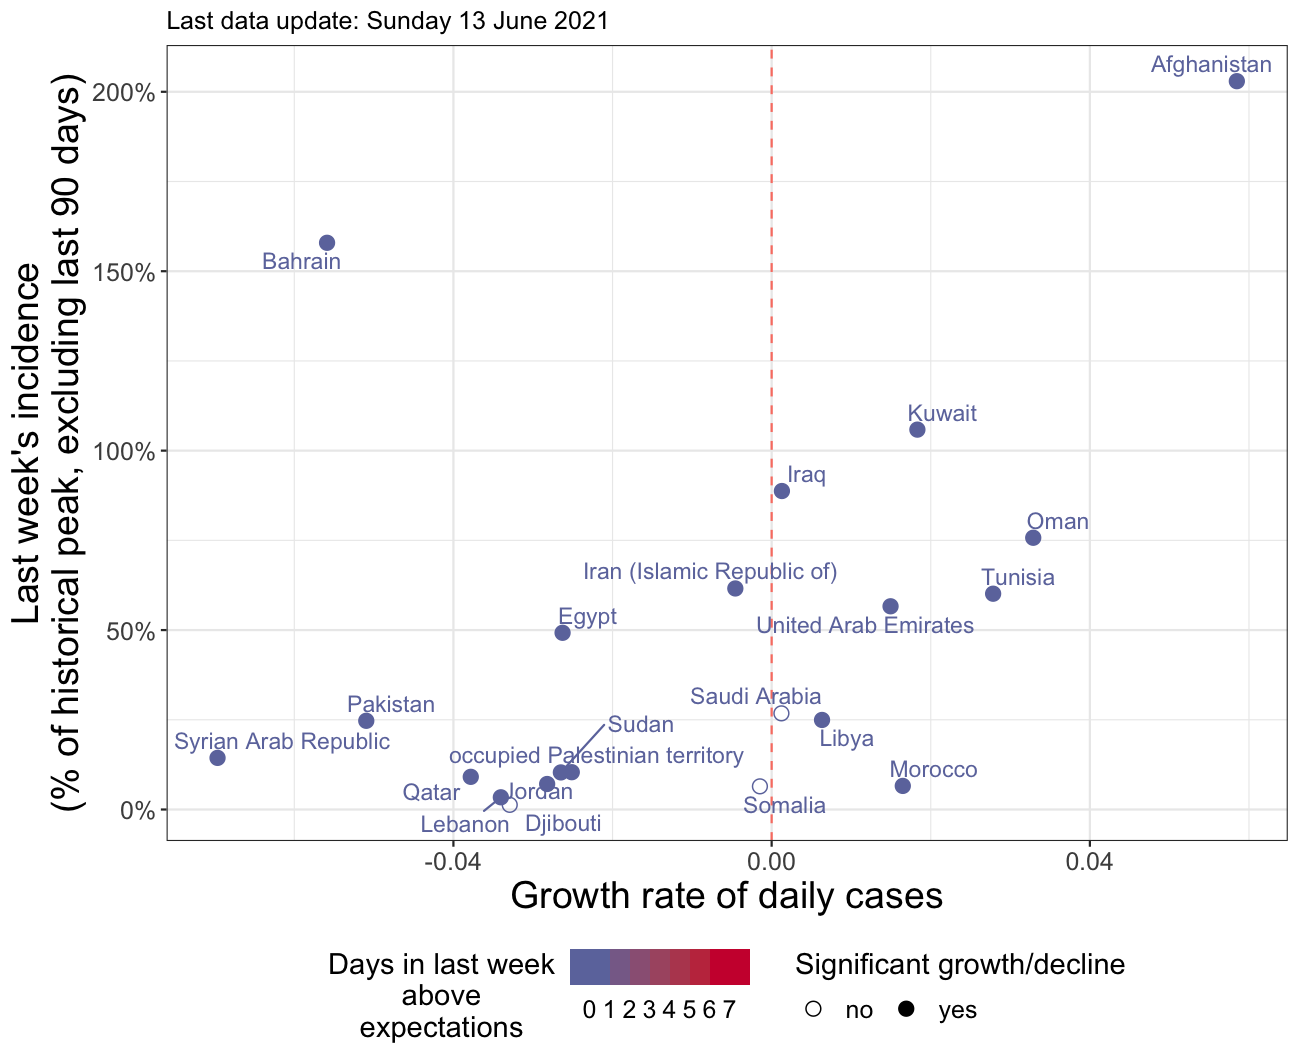 Last data update: Sunday 13 June 2021
Last week's incidence
(% of historical peak, excluding last 90 days)
200%
150%
100%
50%
0%
Afghanistan
Bahrain
Kuwait
Iraq
Oman
Iran (Islamic Republic of)
Tunisia
Egypt
United Arab Emirates
Saudi Arabia
Pakistan
Sudan
Syrian Arab Republic
Libya
occupied Palestinian territory
Morocco
Qatar
Jordan
Somalia
Lebanon
Djibouti
-0.04
0.00
0.04
Growth rate of daily cases
Days in last week
above
expectations
0 1 2 3 4 5 6 7
Significant growth/decline
no
yes